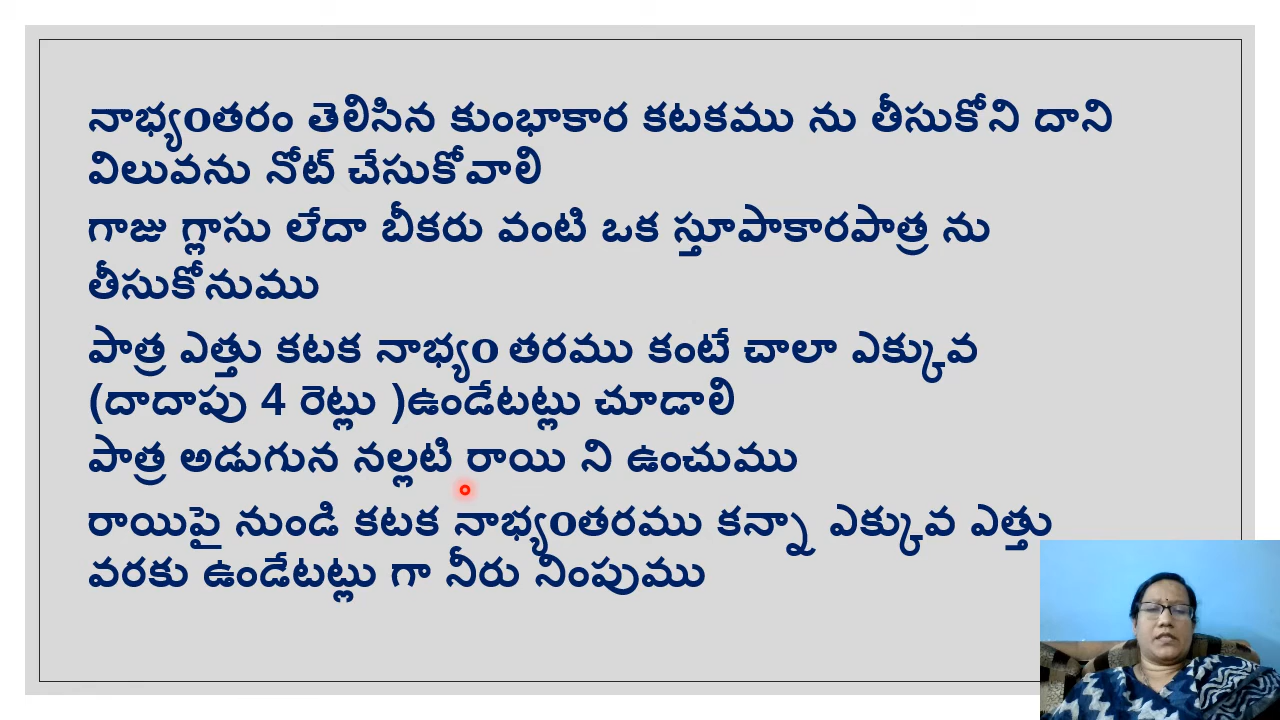 నాభ్యంతరం తెలిసిన కుంభాకార కటకము ను తీసుకోని దాని
విలువను నోట్ చేసుకోవాలి
గాజు గ్లాసు లేదా బీకరు వంటి ఒక స్తూపాకారపాత్ర ను
తీసుకోనుము
పాత్ర ఎత్తు కటక నాభ్యం తరము కంటే చాలా ఎక్కువ
(దాదాపు 4 రెట్లు )ఉండేటట్లు చూడాలి
పాత్ర అడుగున నల్లటి రాయి ని ఉంచుము
రాయిపై నుండి కటక నాభ్యంతరము కన్నా ఎక్కువ ఎత్తు
వరకు ఉండేటట్లు గా నీరు నింపుము